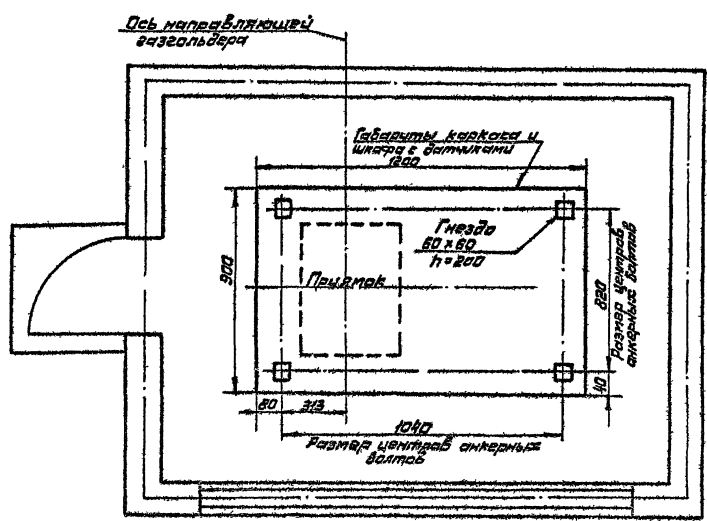 Ось направляющей
газгольдера
Габариты каркаса и
шкафа с датчиками
1200
Гнездо
60×60
h=200
Приямок
900
820
Размер центров
анкерных болтов
40
80
313
1040
Размер центров анкерных
болтов